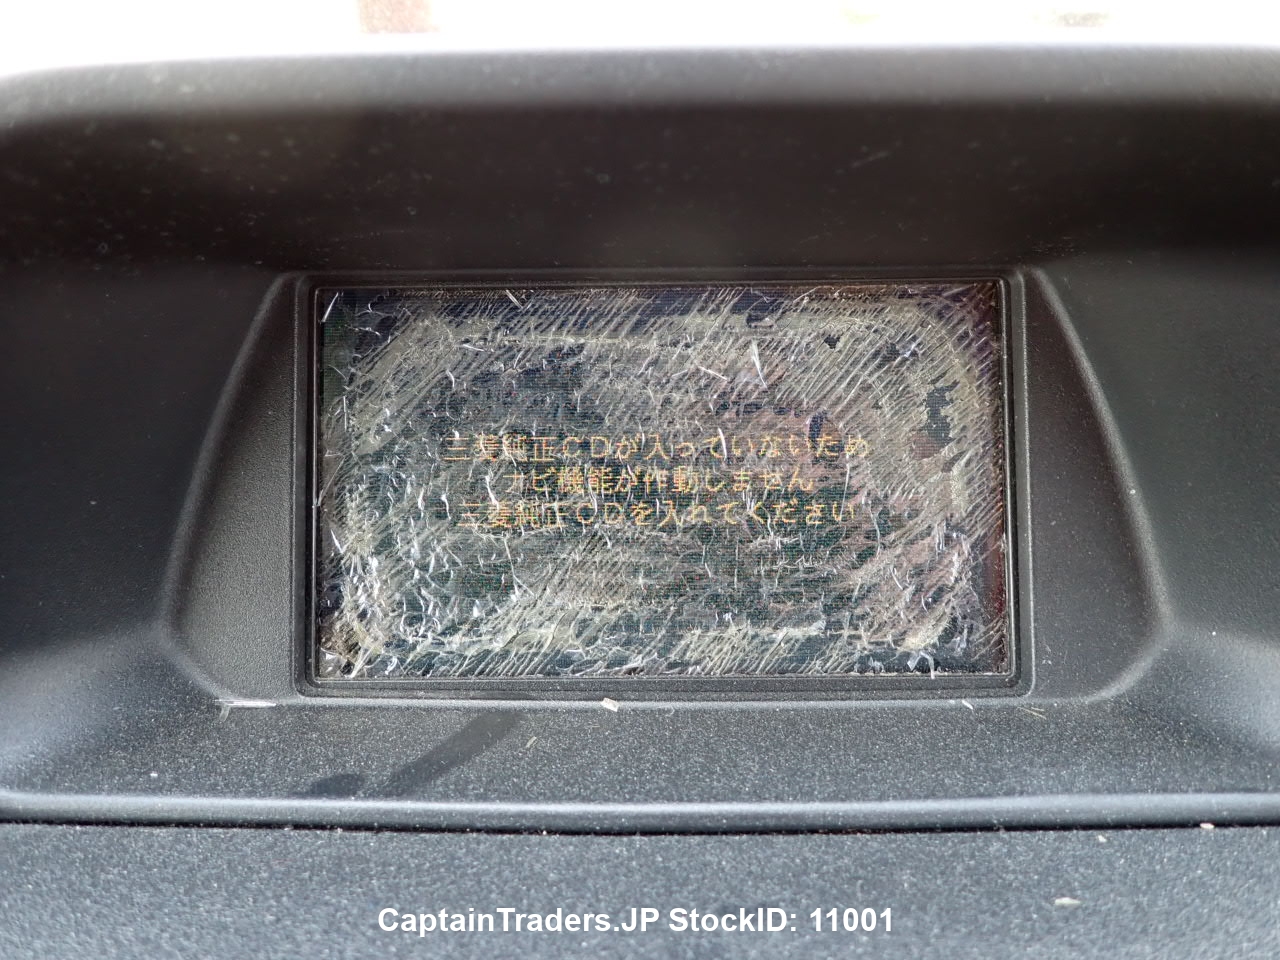 三菱純正CDが入っていないため
ナビ機能が作動しません
三菱純正CDを入れてください
CaptainTraders.JP StockID: 11001